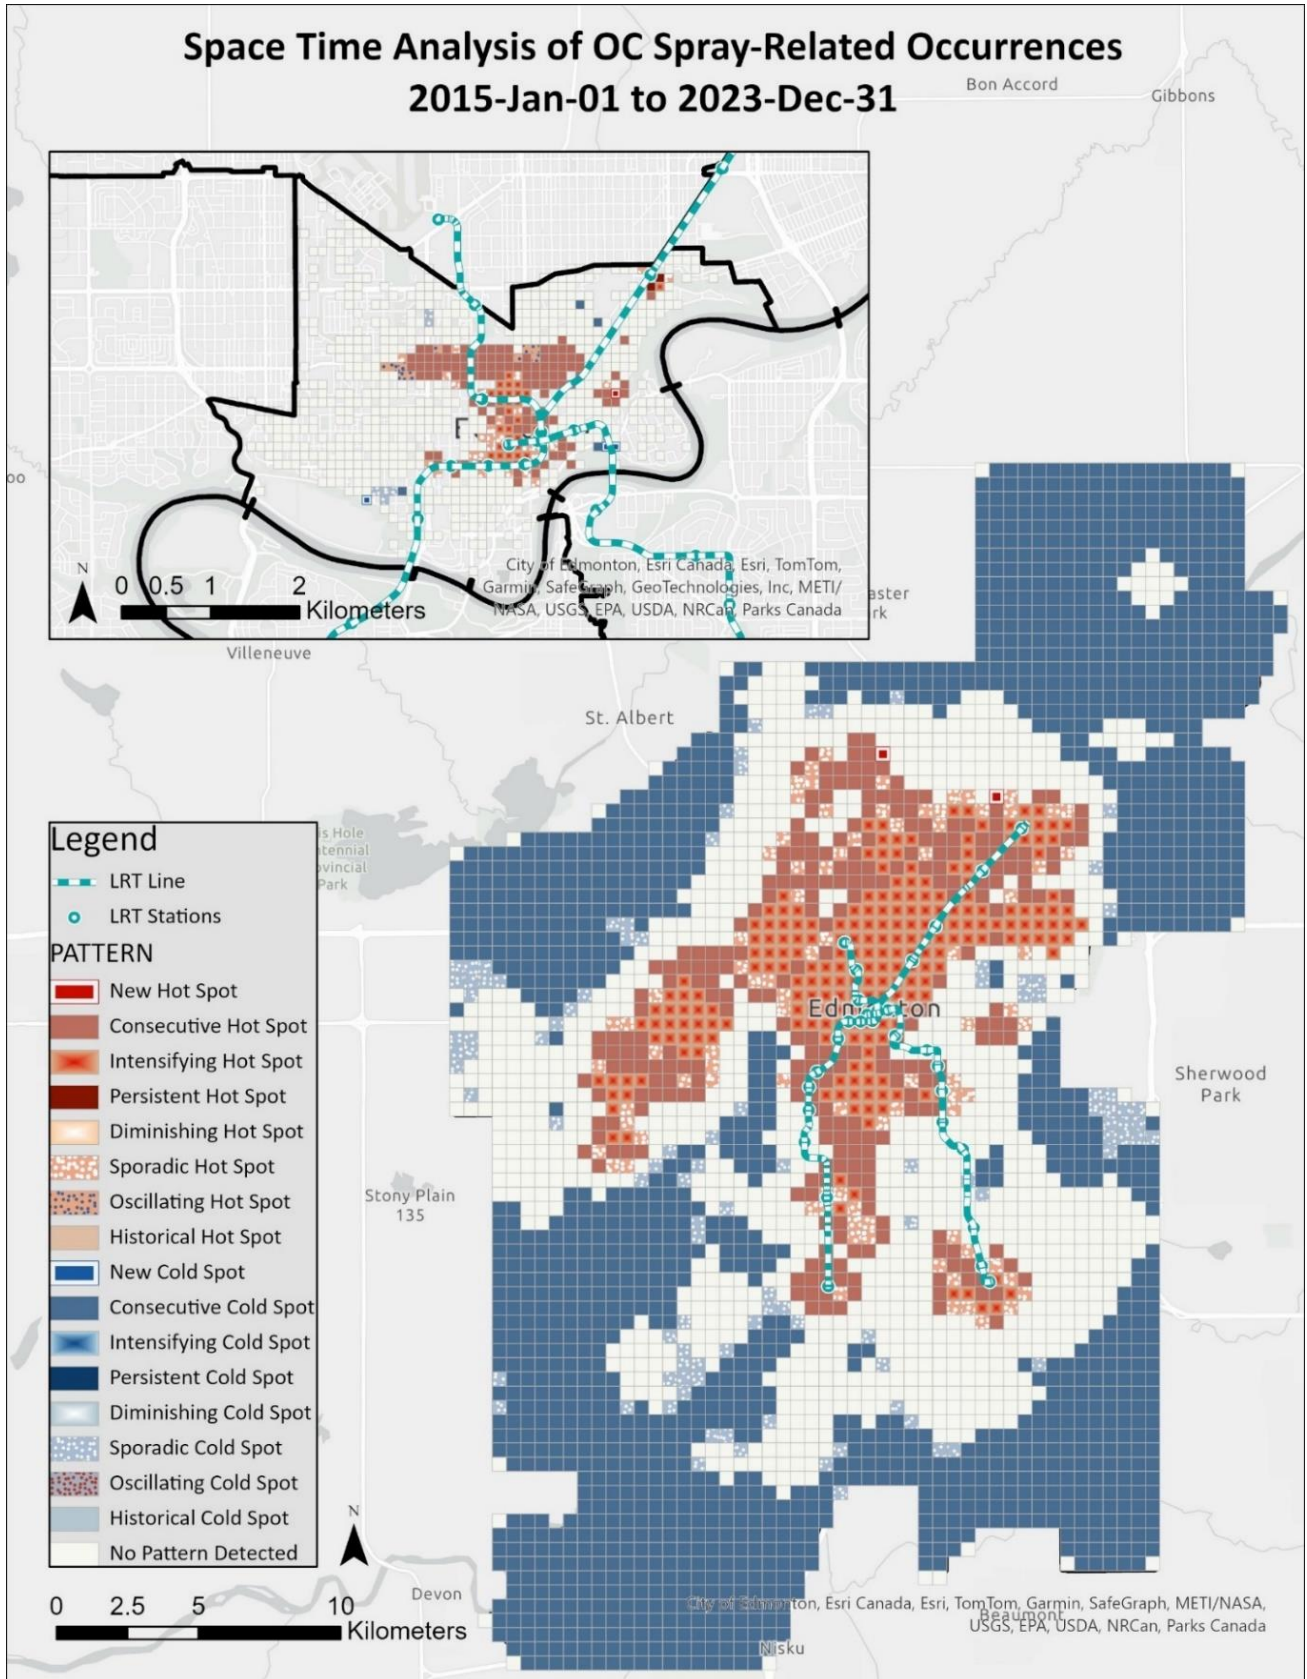 Space Time Analysis of OC Spray-Related Occurrences
2015-Jan-01 to 2023-Dec-31
Bon Accord
Gibbons
N
0 0.5 1 2
Kilometers
City of Edmonton, Esri Canada, Esri, TomTom,
Garmin, SafeGraph, GeoTechnologies, Inc, METI/
NASA, USGS, EPA, USDA, NRCan, Parks Canada
Villeneuve
St. Albert
Edmonton
Sherwood
Park
Stony Plain
135
Legend
LRT Line
LRT Stations
PATTERN
New Hot Spot
Consecutive Hot Spot
Intensifying Hot Spot
Persistent Hot Spot
Diminishing Hot Spot
Sporadic Hot Spot
Oscillating Hot Spot
Historical Hot Spot
New Cold Spot
Consecutive Cold Spot
Intensifying Cold Spot
Persistent Cold Spot
Diminishing Cold Spot
Sporadic Cold Spot
Oscillating Cold Spot
Historical Cold Spot
No Pattern Detected
N
0 2.5 5 10
Kilometers
Devon
Nisku
Beaumont
City of Edmonton, Esri Canada, Esri, TomTom, Garmin, SafeGraph, METI/NASA,
USGS, EPA, USDA, NRCan, Parks Canada